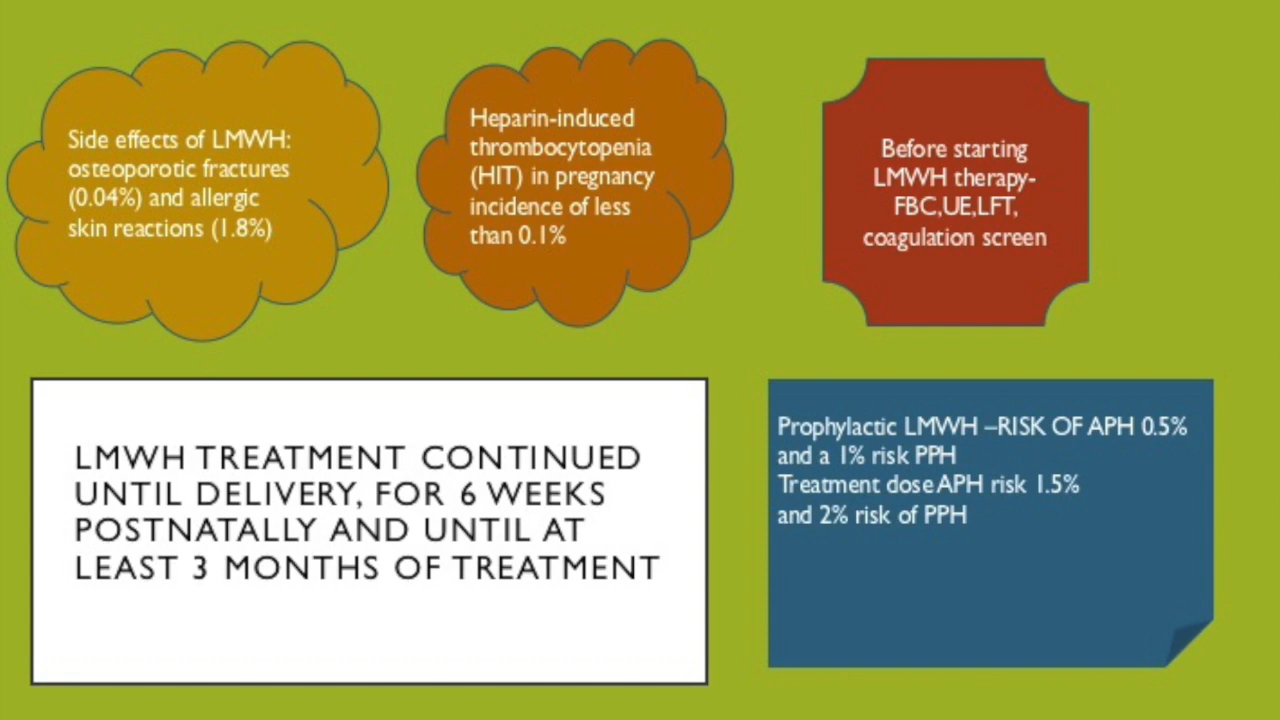 Side effects of LMWH:
osteoporotic fractures
(0.04%) and allergic
skin reactions (1.8%)
Heparin-induced
thrombocytopenia
(HIT) in pregnancy
incidence of less
than 0.1%
Before starting
LMWH therapy-
FBC,UE,LFT,
coagulation screen
LMWH TREATMENT CONTINUED
UNTIL DELIVERY, FOR 6 WEEKS
POSTNATALLY AND UNTIL AT
LEAST 3 MONTHS OF TREATMENT
Prophylactic LMWH –RISK OF APH 0.5%
and a 1% risk PPH
Treatment dose APH risk 1.5%
and 2% risk of PPH